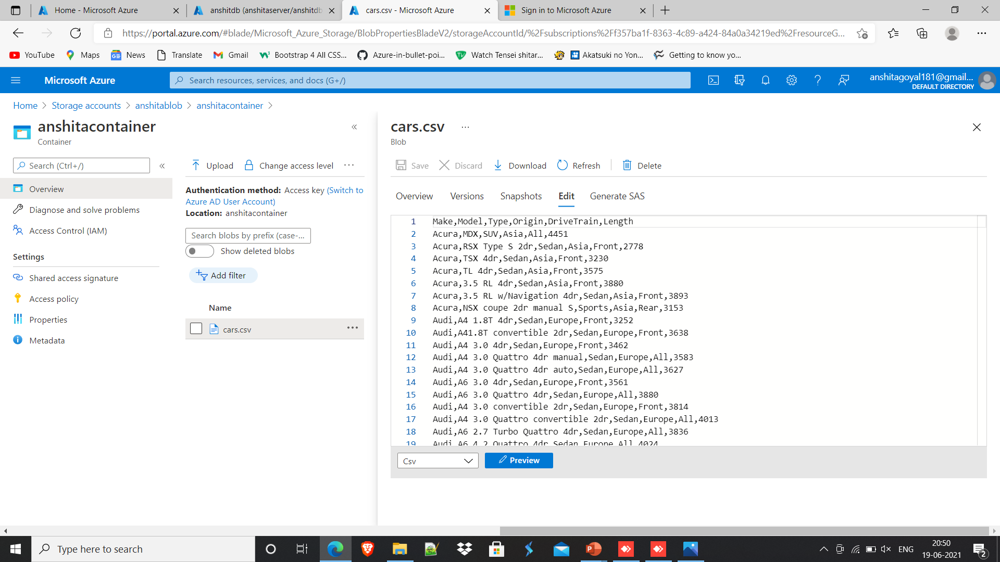 Home - Microsoft Azure
anshitdb (anshitaserver/anshitdb
cars.csv - Microsoft Azure
Sign in to Microsoft Azure
https://portal.azure.com/#blade/Microsoft_Azure_Storage/BlobPropertiesBladeV2/storageAccountId/%2Fsubscriptions%2Ff357ba1f-8363-4c89-a424-84a0a34219ed%2FresourceG...
YouTube
Maps
News
Translate
Gmail
Bootstrap 4 All CSS...
Azure-in-bullet-poi...
Watch Tensei shitar...
Akatsuki no Yon...
Getting to know yo...
Microsoft Azure
Search resources, services, and docs (G+/)
anshitagoyal181@gmail...
DEFAULT DIRECTORY
Home > Storage accounts > anshitablob > anshitacontainer >
anshitacontainer
Container
Search (Ctrl+/)
Overview
Diagnose and solve problems
Access Control (IAM)
Settings
Shared access signature
Access policy
Properties
Metadata
Upload
Change access level
Authentication method: Access key (Switch to
Azure AD User Account)
Location: anshitacontainer
Search blobs by prefix (case-...
Show deleted blobs
Add filter
Name
cars.csv
cars.csv
Blob
Save
Discard
Download
Refresh
Delete
Overview
Versions
Snapshots
Edit
Generate SAS
1 Make,Model,Type,Origin,DriveTrain,Length
2 Acura,MDX,SUV,Asia,All,4451
3 Acura,RSX Type S 2dr,Sedan,Asia,Front,2778
4 Acura,TSX 4dr,Sedan,Asia,Front,3230
5 Acura,TL 4dr,Sedan,Asia,Front,3575
6 Acura,3.5 RL 4dr,Sedan,Asia,Front,3880
7 Acura,3.5 RL w/Navigation 4dr,Sedan,Asia,Front,3893
8 Acura,NSX coupe 2dr manual S,Sports,Asia,Rear,3153
9 Audi,A4 1.8T 4dr,Sedan,Europe,Front,3252
10 Audi,A41.8T convertible 2dr,Sedan,Europe,Front,3638
11 Audi,A4 3.0 4dr,Sedan,Europe,Front,3462
12 Audi,A4 3.0 Quattro 4dr manual,Sedan,Europe,All,3583
13 Audi,A4 3.0 Quattro 4dr auto,Sedan,Europe,All,3627
14 Audi,A6 3.0 4dr,Sedan,Europe,Front,3561
15 Audi,A6 3.0 Quattro 4dr,Sedan,Europe,All,3880
16 Audi,A4 3.0 convertible 2dr,Sedan,Europe,Front,3814
17 Audi,A4 3.0 Quattro convertible 2dr,Sedan,Europe,All,4013
18 Audi,A6 2.7 Turbo Quattro 4dr,Sedan,Europe,All,3836
19 Audi,A6 4.2 Quattro 4dr,Sedan,Europe,All,4024
Csv
Preview
Type here to search
ENG
20:50
19-06-2021
2